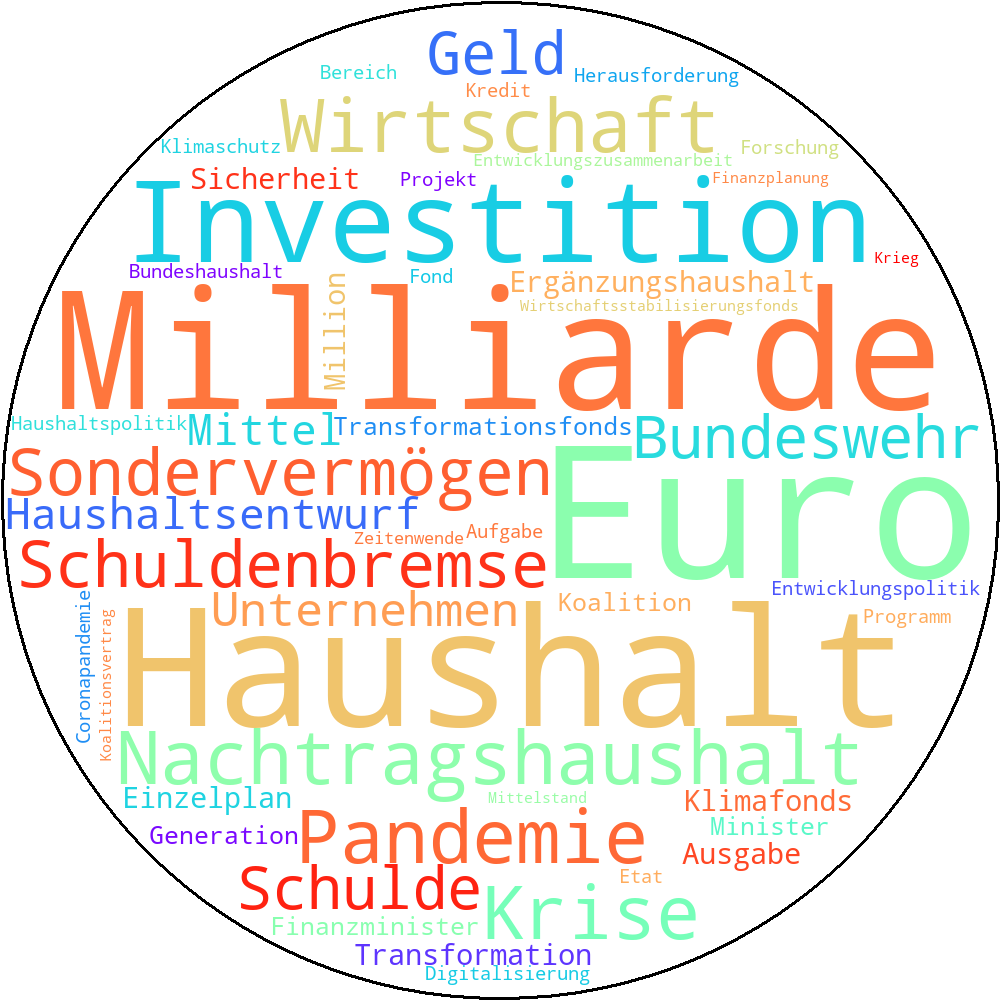 Geld
Bereich
Herausforderung
Kredit
Wirtschaft
Klimaschutz
Forschung
Entwicklungszusammenarbeit
Sicherheit
Projekt
Finanzplanung
Investition
Krieg
Bundeshaushalt
Fond
Ergänzungshaushalt
Wirtschaftsstabilisierungsfonds
Million
Milliarde
Haushaltspolitik
Mittel
Transformationsfonds
Bundeswehr
Sondervermögen
Euro
Haushaltsentwurf
Zeitenwende
Aufgabe
Schuldenbremse
Entwicklungspolitik
Coronapandemie
Koalitionsvertrag
Unternehmen
Koalition
Programm
Haushalt
Nachtragshaushalt
Einzelplan
Mittelstand
Klimafonds
Generation
Pandemie
Minister
Ausgabe
Schulde
Etat
Krise
Finanzminister
Transformation
Digitalisierung